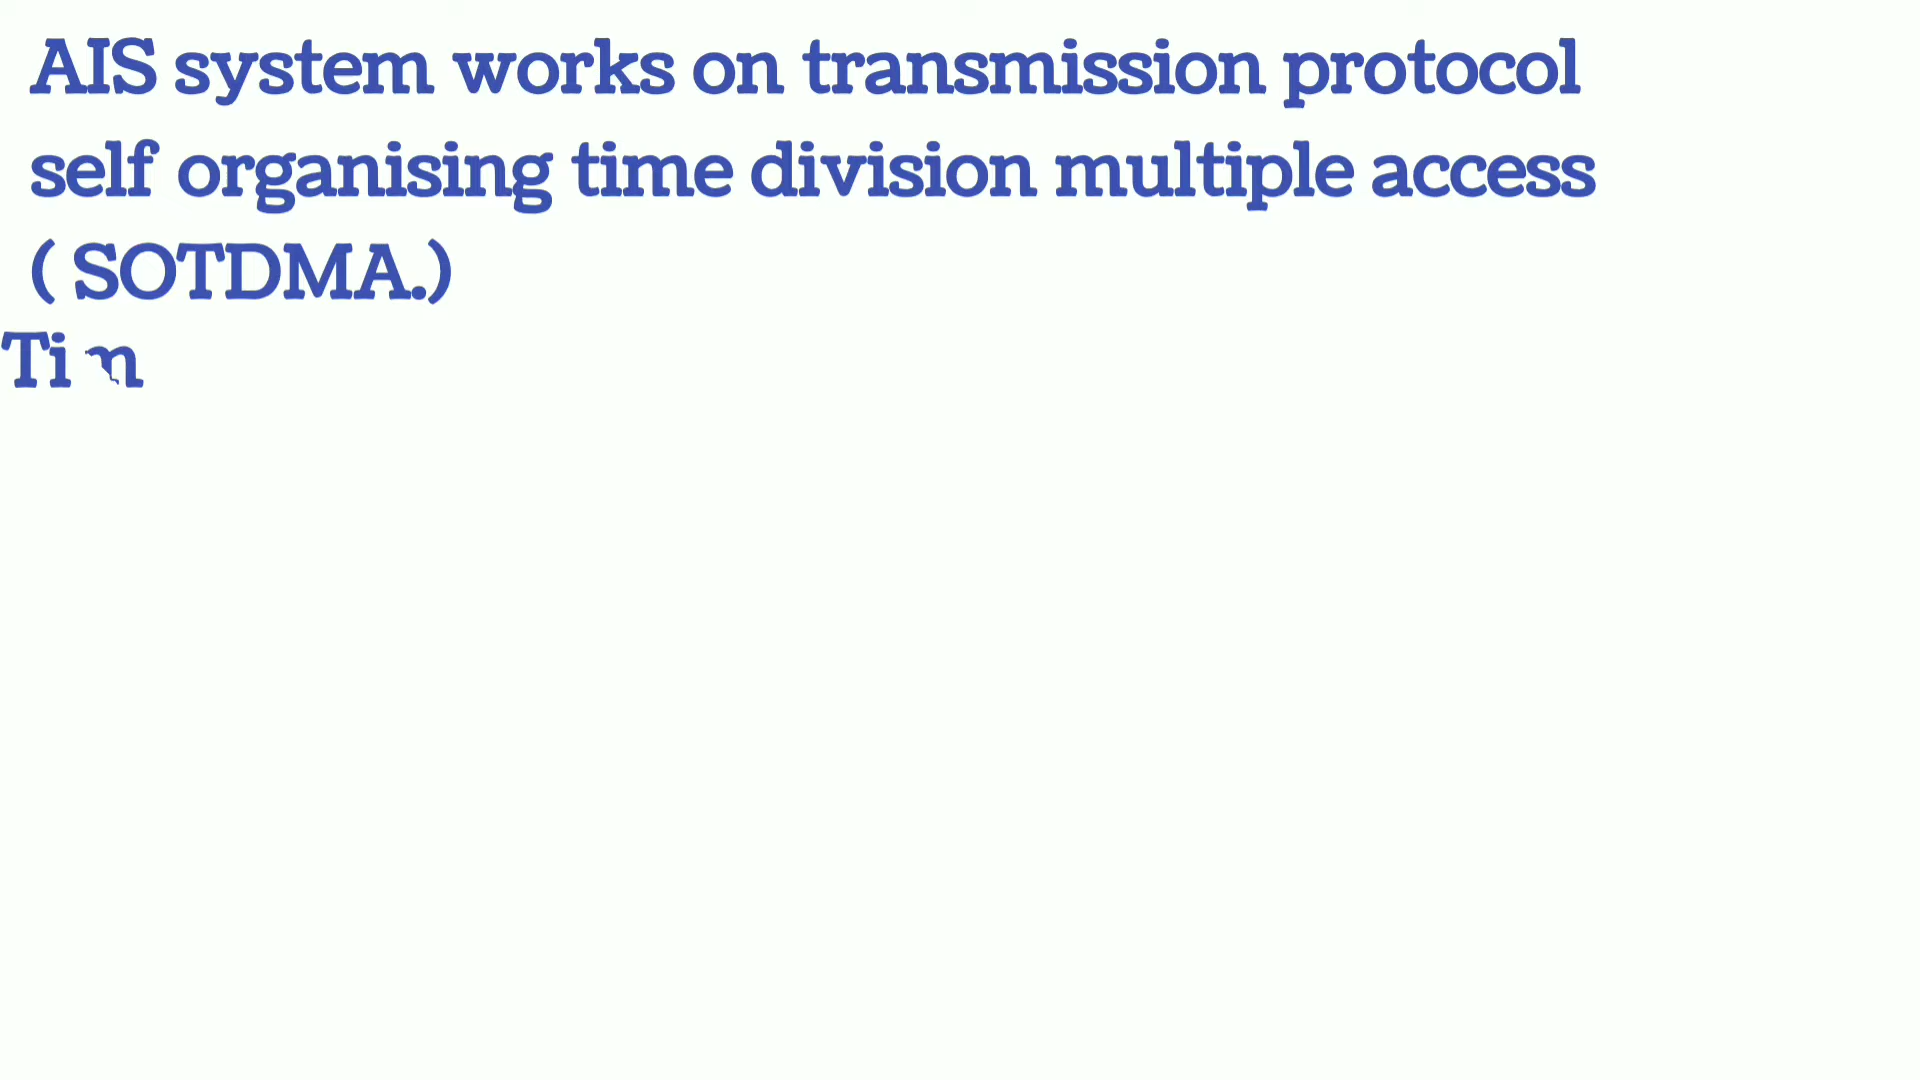 AIS system works on transmission protocol
self organising time division multiple access
( SOTDMA.)